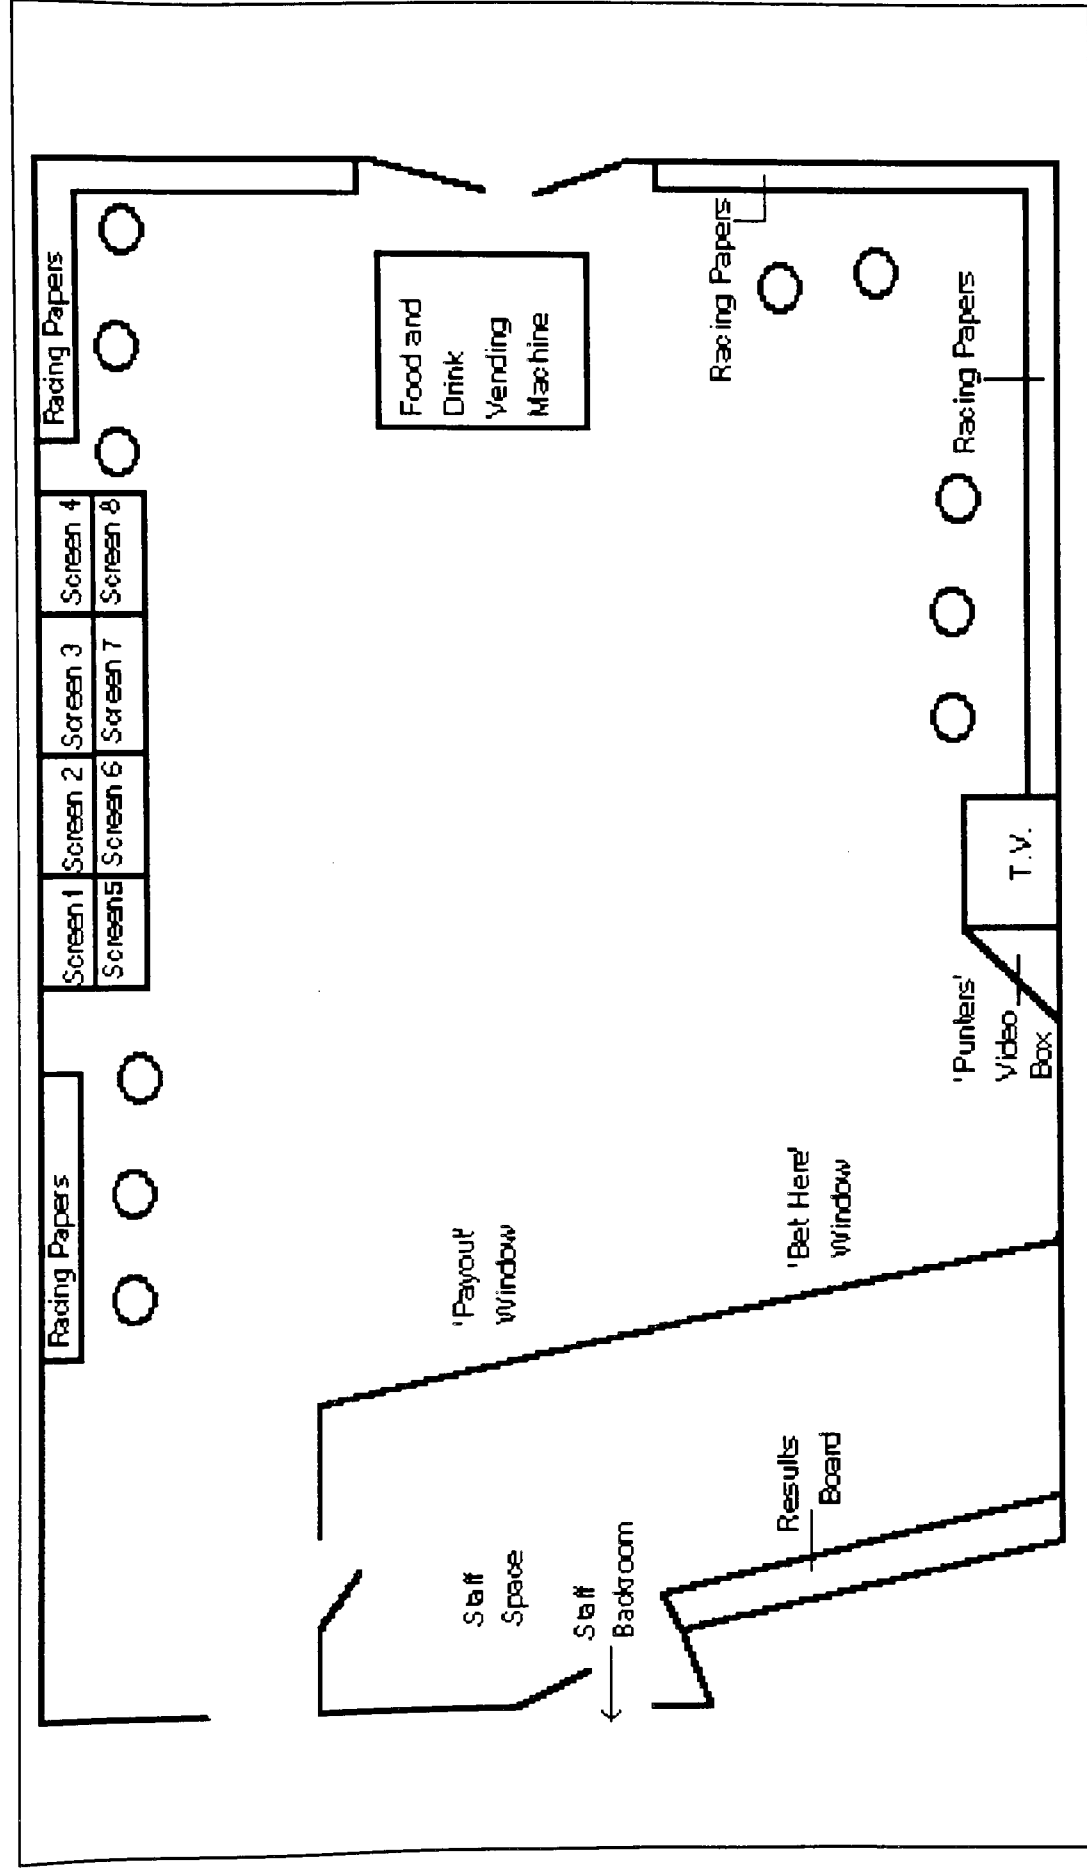 Racing Papers
Screen 1
Screen 2
Screen 3
Screen 4
Screen5
Screen 6
Screen 7
Screen 8
Racing Papers
Food and
Drink
Vending
Machine
'Payout'
Window
Staff
Space
Staff
Backroom
Racing Papers
'Bet Here'
Window
Results
Board
Racing Papers
'Punters'
Video
Box
T.V.